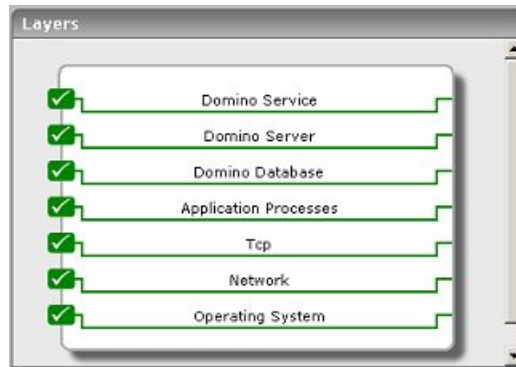 Layers
Domino Service
Domino Server
Domino Database
Application Processes
Tcp
Network
Operating System